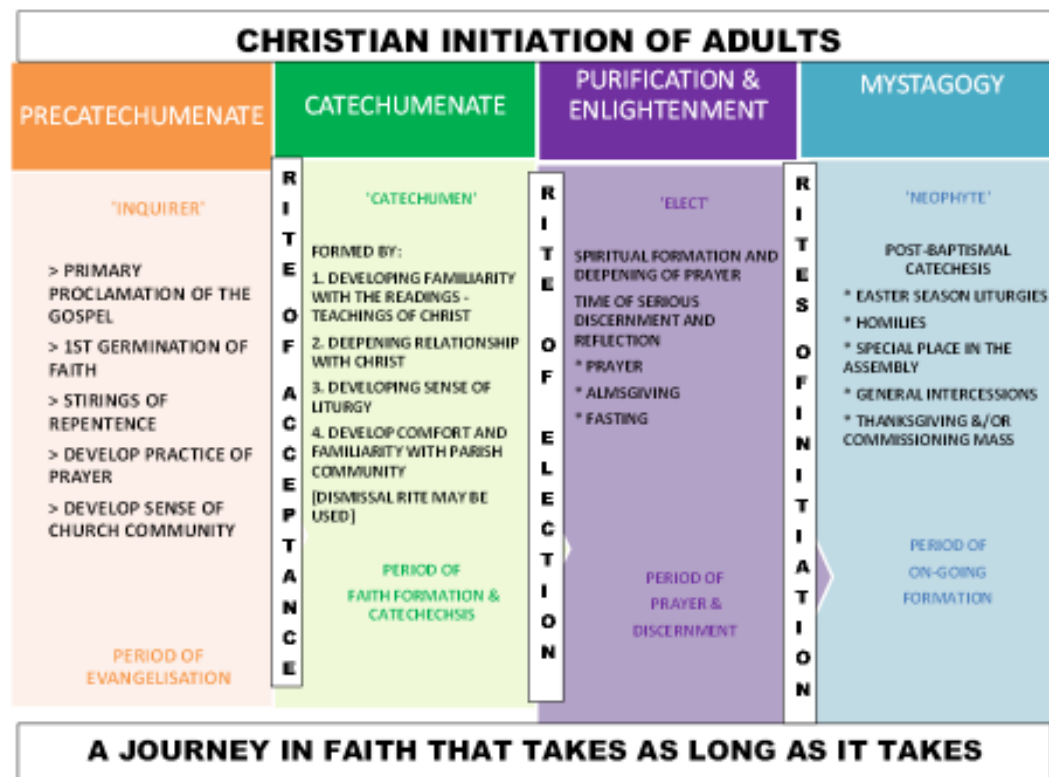 CHRISTIAN INITIATION OF ADULTS
PRECATECHUMENATE
'INQUIRER'
> PRIMARY
PROCLAMATION OF THE
GOSPEL
> 1ST GERMINATION OF
FAITH
> STIRINGS OF
REPENTENCE
> DEVELOP PRACTICE OF
PRAYER
> DEVELOP SENSE OF
CHURCH COMMUNITY
PERIOD OF
EVANGELISATION
RITE OF ACCEPTANCE
CATECHUMENATE
'CATECHUMEN'
FORMED BY:
1. DEVELOPING FAMILIARITY
WITH THE READINGS -
TEACHINGS OF CHRIST
2. DEEPENING RELATIONSHIP
WITH CHRIST
3. DEVELOPING SENSE OF
LITURGY
4. DEVELOP COMFORT AND
FAMILIARITY WITH PARISH
COMMUNITY
[DISMISSAL RITE MAY BE
USED]
PERIOD OF
FAITH FORMATION &
CATECHECHSIS
RITE OF ELECTION
PURIFICATION &
ENLIGHTENMENT
'ELECT'
SPIRITUAL FORMATION AND
DEEPENING OF PRAYER
TIME OF SERIOUS
DISCERNMENT AND
REFLECTION
* PRAYER
* ALMSGIVING
* FASTING
PERIOD OF
PRAYER &
DISCERNMENT
RITES OF INITIATION
MYSTAGOGY
'NEOPHYTE'
POST-BAPTISMAL
CATECHESIS
* EASTER SEASON LITURGIES
* HOMILIES
* SPECIAL PLACE IN THE
ASSEMBLY
* GENERAL INTERCESSIONS
* THANKSGIVING &/OR
COMMISSIONING MASS
PERIOD OF
ON-GOING
FORMATION
A JOURNEY IN FAITH THAT TAKES AS LONG AS IT TAKES